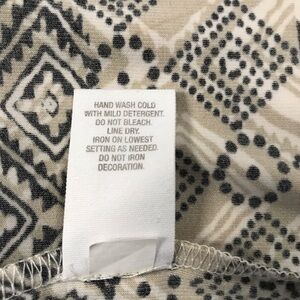 HAND WASH COLD
WITH MILD DETERGENT.
DO NOT BLEACH.
LINE DRY.
IRON ON LOWEST
SETTING AS NEEDED.
DO NOT IRON
DECORATION.